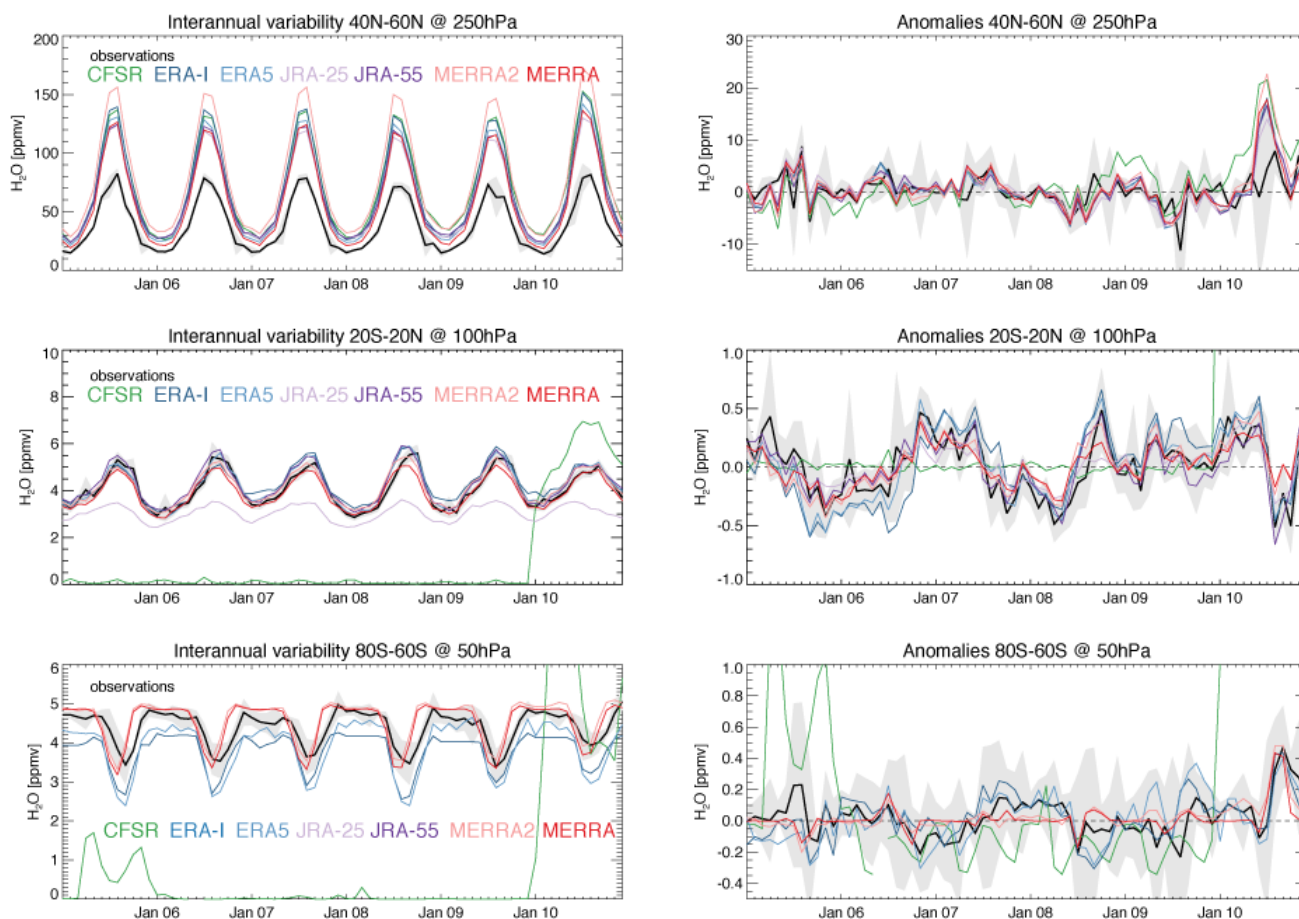 Interannual variability 40N-60N @ 250hPa
200
150
100
50
0
H₂O [ppmv]
observations
CFSR ERA-I ERA5 JRA-25 JRA-55 MERRA2 MERRA
Jan 06 Jan 07 Jan 08 Jan 09 Jan 10
Anomalies 40N-60N @ 250hPa
30
20
10
0
-10
H₂O [ppmv]
Jan 06 Jan 07 Jan 08 Jan 09 Jan 10
Interannual variability 20S-20N @ 100hPa
10
8
6
4
2
0
H₂O [ppmv]
observations
CFSR ERA-I ERA5 JRA-25 JRA-55 MERRA2 MERRA
Jan 06 Jan 07 Jan 08 Jan 09 Jan 10
Anomalies 20S-20N @ 100hPa
1.0
0.5
0.0
-0.5
-1.0
H₂O [ppmv]
Jan 06 Jan 07 Jan 08 Jan 09 Jan 10
Interannual variability 80S-60S @ 50hPa
6
5
4
3
2
1
0
H₂O [ppmv]
observations
CFSR ERA-I ERA5 JRA-25 JRA-55 MERRA2 MERRA
Jan 06 Jan 07 Jan 08 Jan 09 Jan 10
Anomalies 80S-60S @ 50hPa
1.0
0.8
0.6
0.4
0.2
0.0
-0.2
-0.4
H₂O [ppmv]
Jan 06 Jan 07 Jan 08 Jan 09 Jan 10